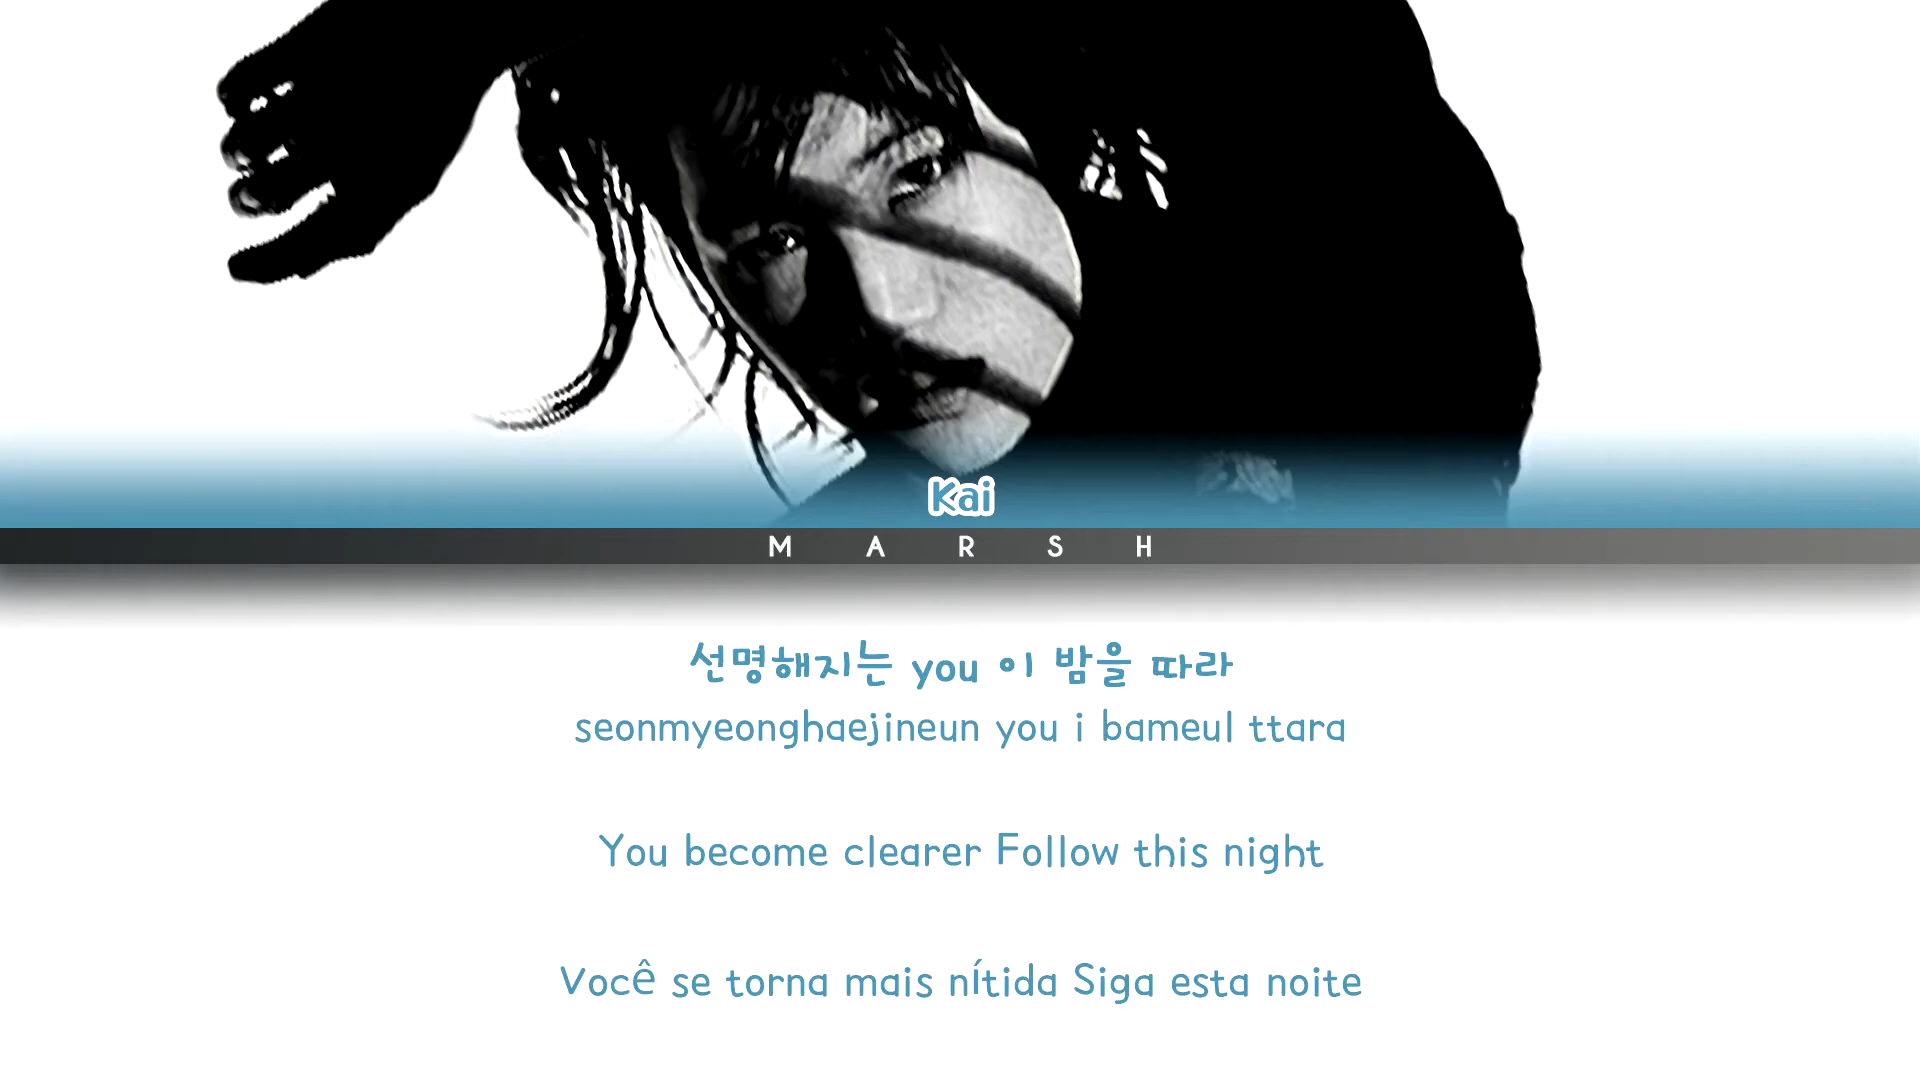 Kai
M A R S H
선명해지는 you 이 밤을 따라
seonmyeonghaejineun you i bameul ttara
You become clearer Follow this night
Você se torna mais nítida Siga esta noite